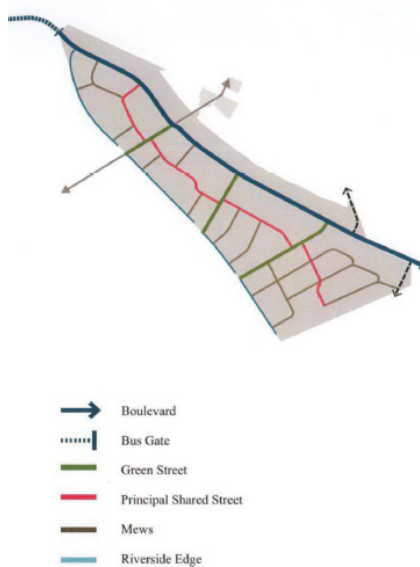 Boulevard
Bus Gate
Green Street
Principal Shared Street
Mews
Riverside Edge